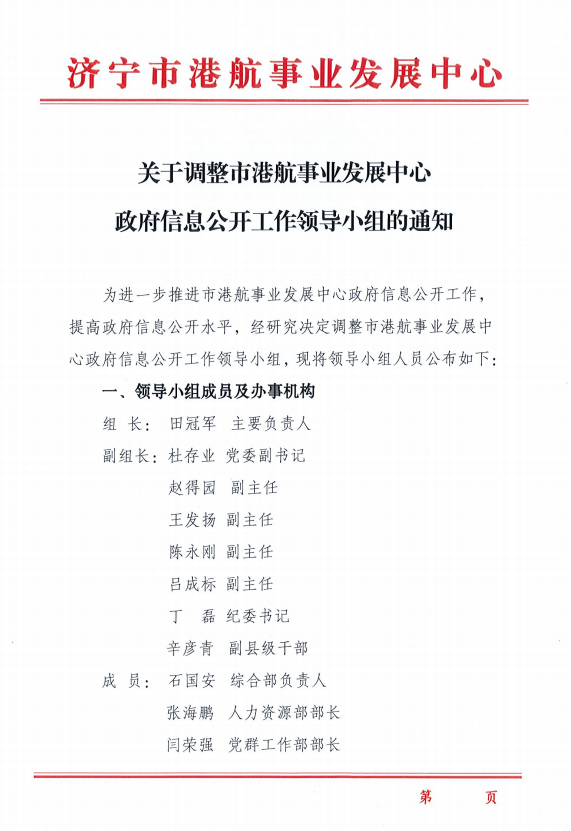 济宁市港航事业发展中心
关于调整市港航事业发展中心
政府信息公开工作领导小组的通知
为进一步推进市港航事业发展中心政府信息公开工作，
提高政府信息公开水平，经研究决定调整市港航事业发展中
心政府信息公开工作领导小组，现将领导小组人员公布如下：
一、领导小组成员及办事机构
组 长： 田冠军 主要负责人
副组长：杜存业 党委副书记
赵得园 副主任
王发扬 副主任
陈永刚 副主任
吕成标 副主任
丁 磊 纪委书记
辛彦青 副县级干部
成 员： 石国安 综合部负责人
张海鹏 人力资源部部长
闫荣强 党群工作部部长
第 页